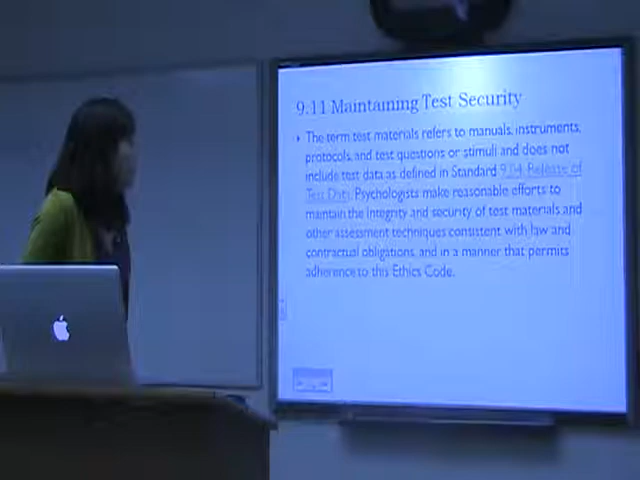 9.11 Maintaining Test Security
The term test materials refers to manuals, instruments,
protocols, and test questions or stimuli and does not
include test data as defined in Standard 9.04 Release of
Test Data. Psychologists make reasonable efforts to
maintain the integrity and security of test materials and
other assessment techniques consistent with law and
contractual obligations, and in a manner that permits
adherence to this Ethics Code.